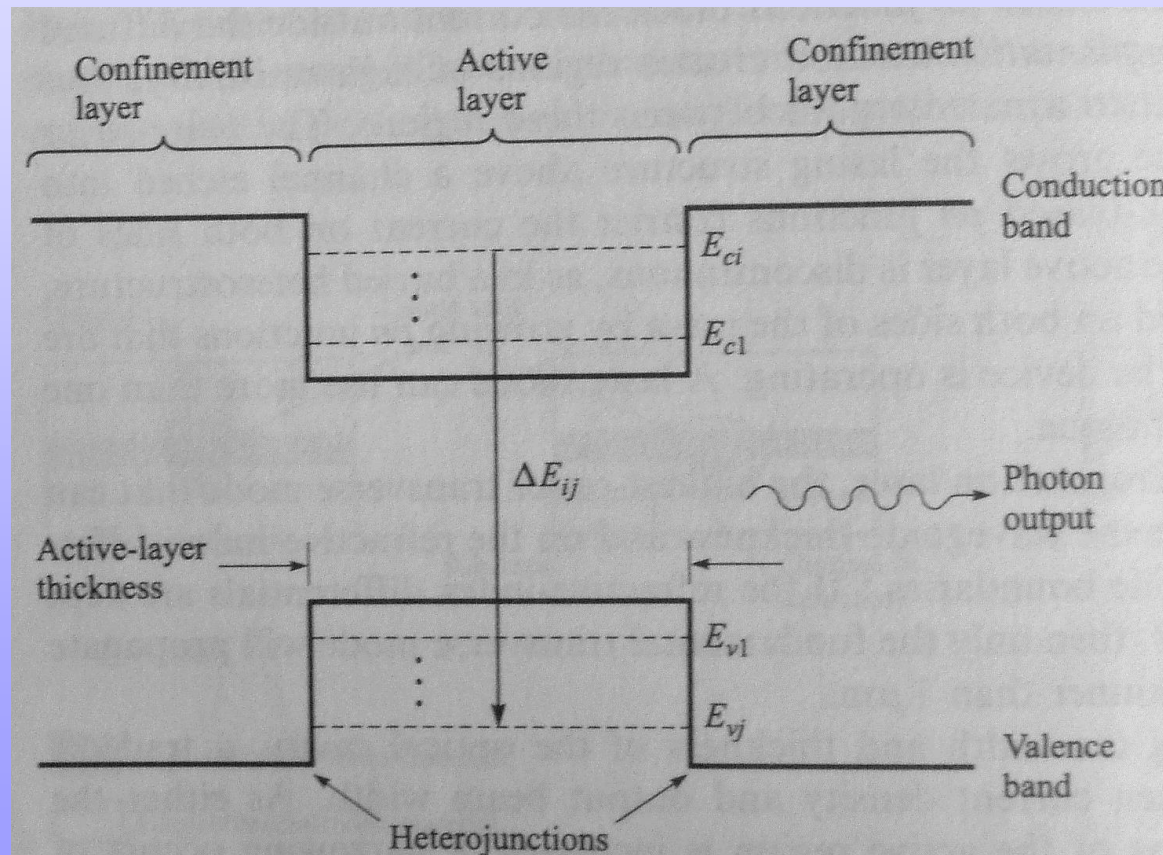 Confinement
layer
Active
layer
Confinement
layer
Conduction
band
E_ci
E_c1
ΔE_ij
Photon
output
Active-layer
thickness
E_v1
E_vj
Valence
band
Heterojunctions